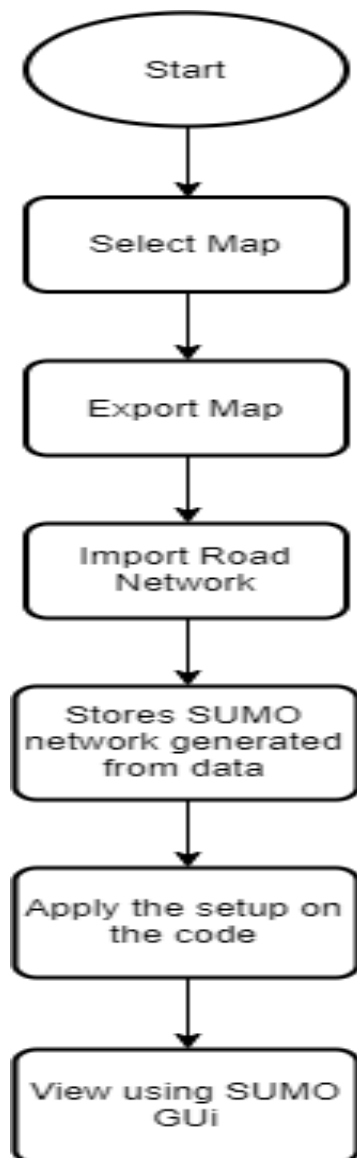 Start
Select Map
Export Map
Import Road
Network
Stores SUMO
network generated
from data
Apply the setup on
the code
View using SUMO
GUi